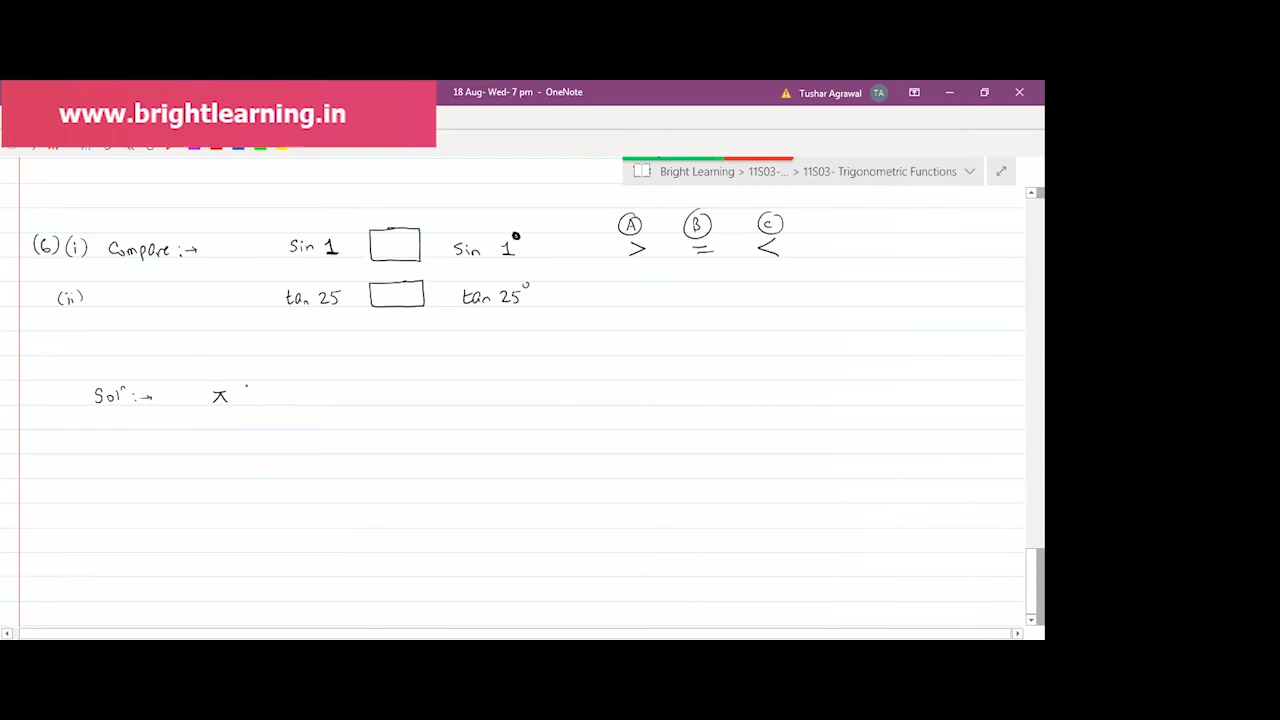 18 Aug- Wed- 7 pm - OneNote
Tushar Agrawal TA
www.brightlearning.in
Bright Learning > 11S03-... > 11S03- Trigonometric Functions
(A) (B) (C)
(6) (i) Compare :→ sin 1 sin 1° > = <
(ii) tan 25 tan 25°
Solⁿ :→ π